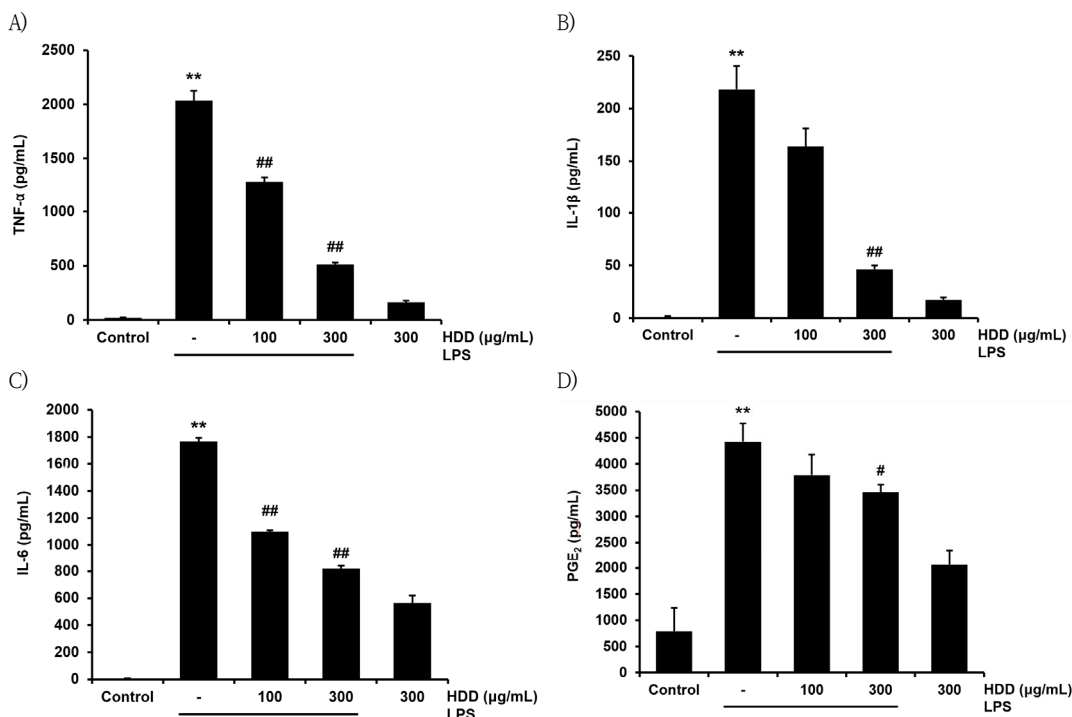 A)
TNF-α (pg/mL)
2500
2000
1500
1000
500
0
**
##
##
Control - 100 300 300 HDD (μg/mL)
LPS
B)
IL-1β (pg/mL)
250
200
150
100
50
0
**
##
Control - 100 300 300 HDD (μg/mL)
LPS
C)
IL-6 (pg/mL)
2000
1800
1600
1400
1200
1000
800
600
400
200
0
**
##
##
Control - 100 300 300 HDD (μg/mL)
LPS
D)
PGE₂ (pg/mL)
5000
4500
4000
3500
3000
2500
2000
1500
1000
500
0
**
#
Control - 100 300 300 HDD (μg/mL)
LPS